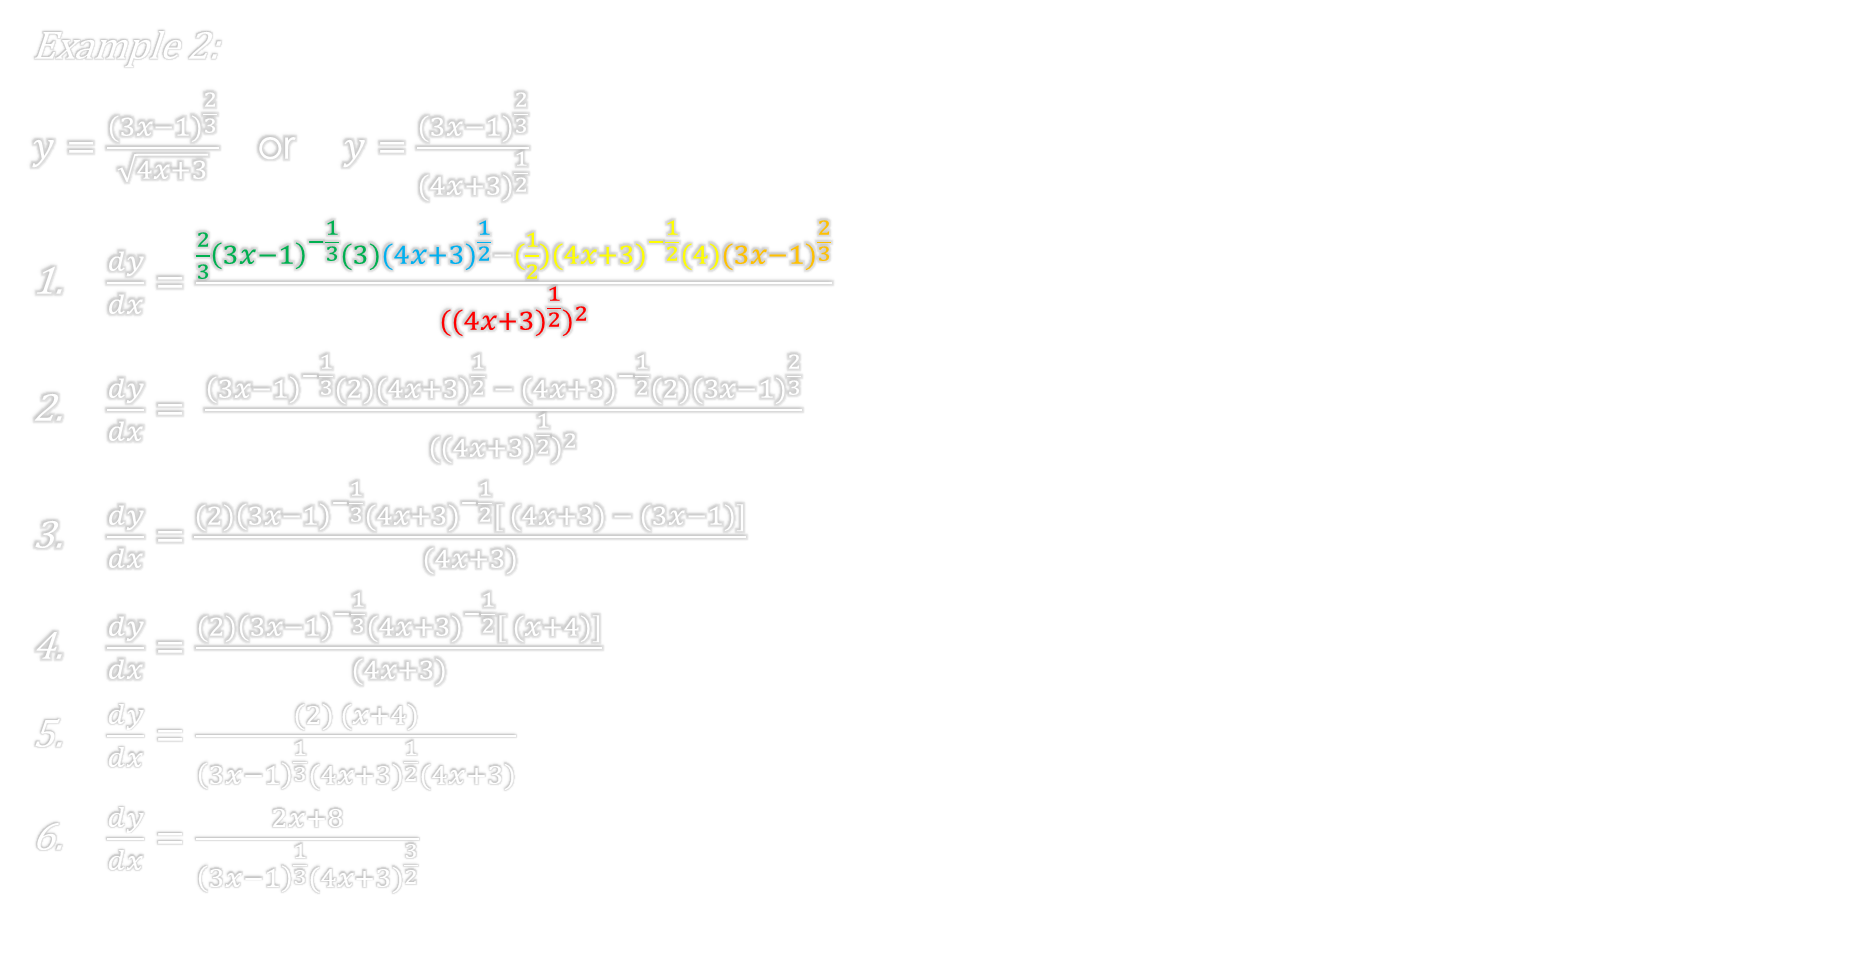 Example 2:
y = (3x−1)^(2/3) / √(4x+3) or y = (3x−1)^(2/3) / (4x+3)^(1/2)
1. dy/dx = (2/3(3x−1)^(−1/3)(3)(4x+3)^(1/2)−(1/2)(4x+3)^(−1/2)(4)(3x−1)^(2/3)) / ((4x+3)^(1/2))^2
2. dy/dx = ((3x−1)^(−1/3)(2)(4x+3)^(1/2) − (4x+3)^(−1/2)(2)(3x−1)^(2/3)) / ((4x+3)^(1/2))^2
3. dy/dx = (2)(3x−1)^(−1/3)(4x+3)^(−1/2)[ (4x+3) − (3x−1)] / (4x+3)
4. dy/dx = (2)(3x−1)^(−1/3)(4x+3)^(−1/2)[ (x+4)] / (4x+3)
5. dy/dx = (2) (x+4) / (3x−1)^(1/3)(4x+3)^(1/2)(4x+3)
6. dy/dx = 2x+8 / (3x−1)^(1/3)(4x+3)^(3/2)